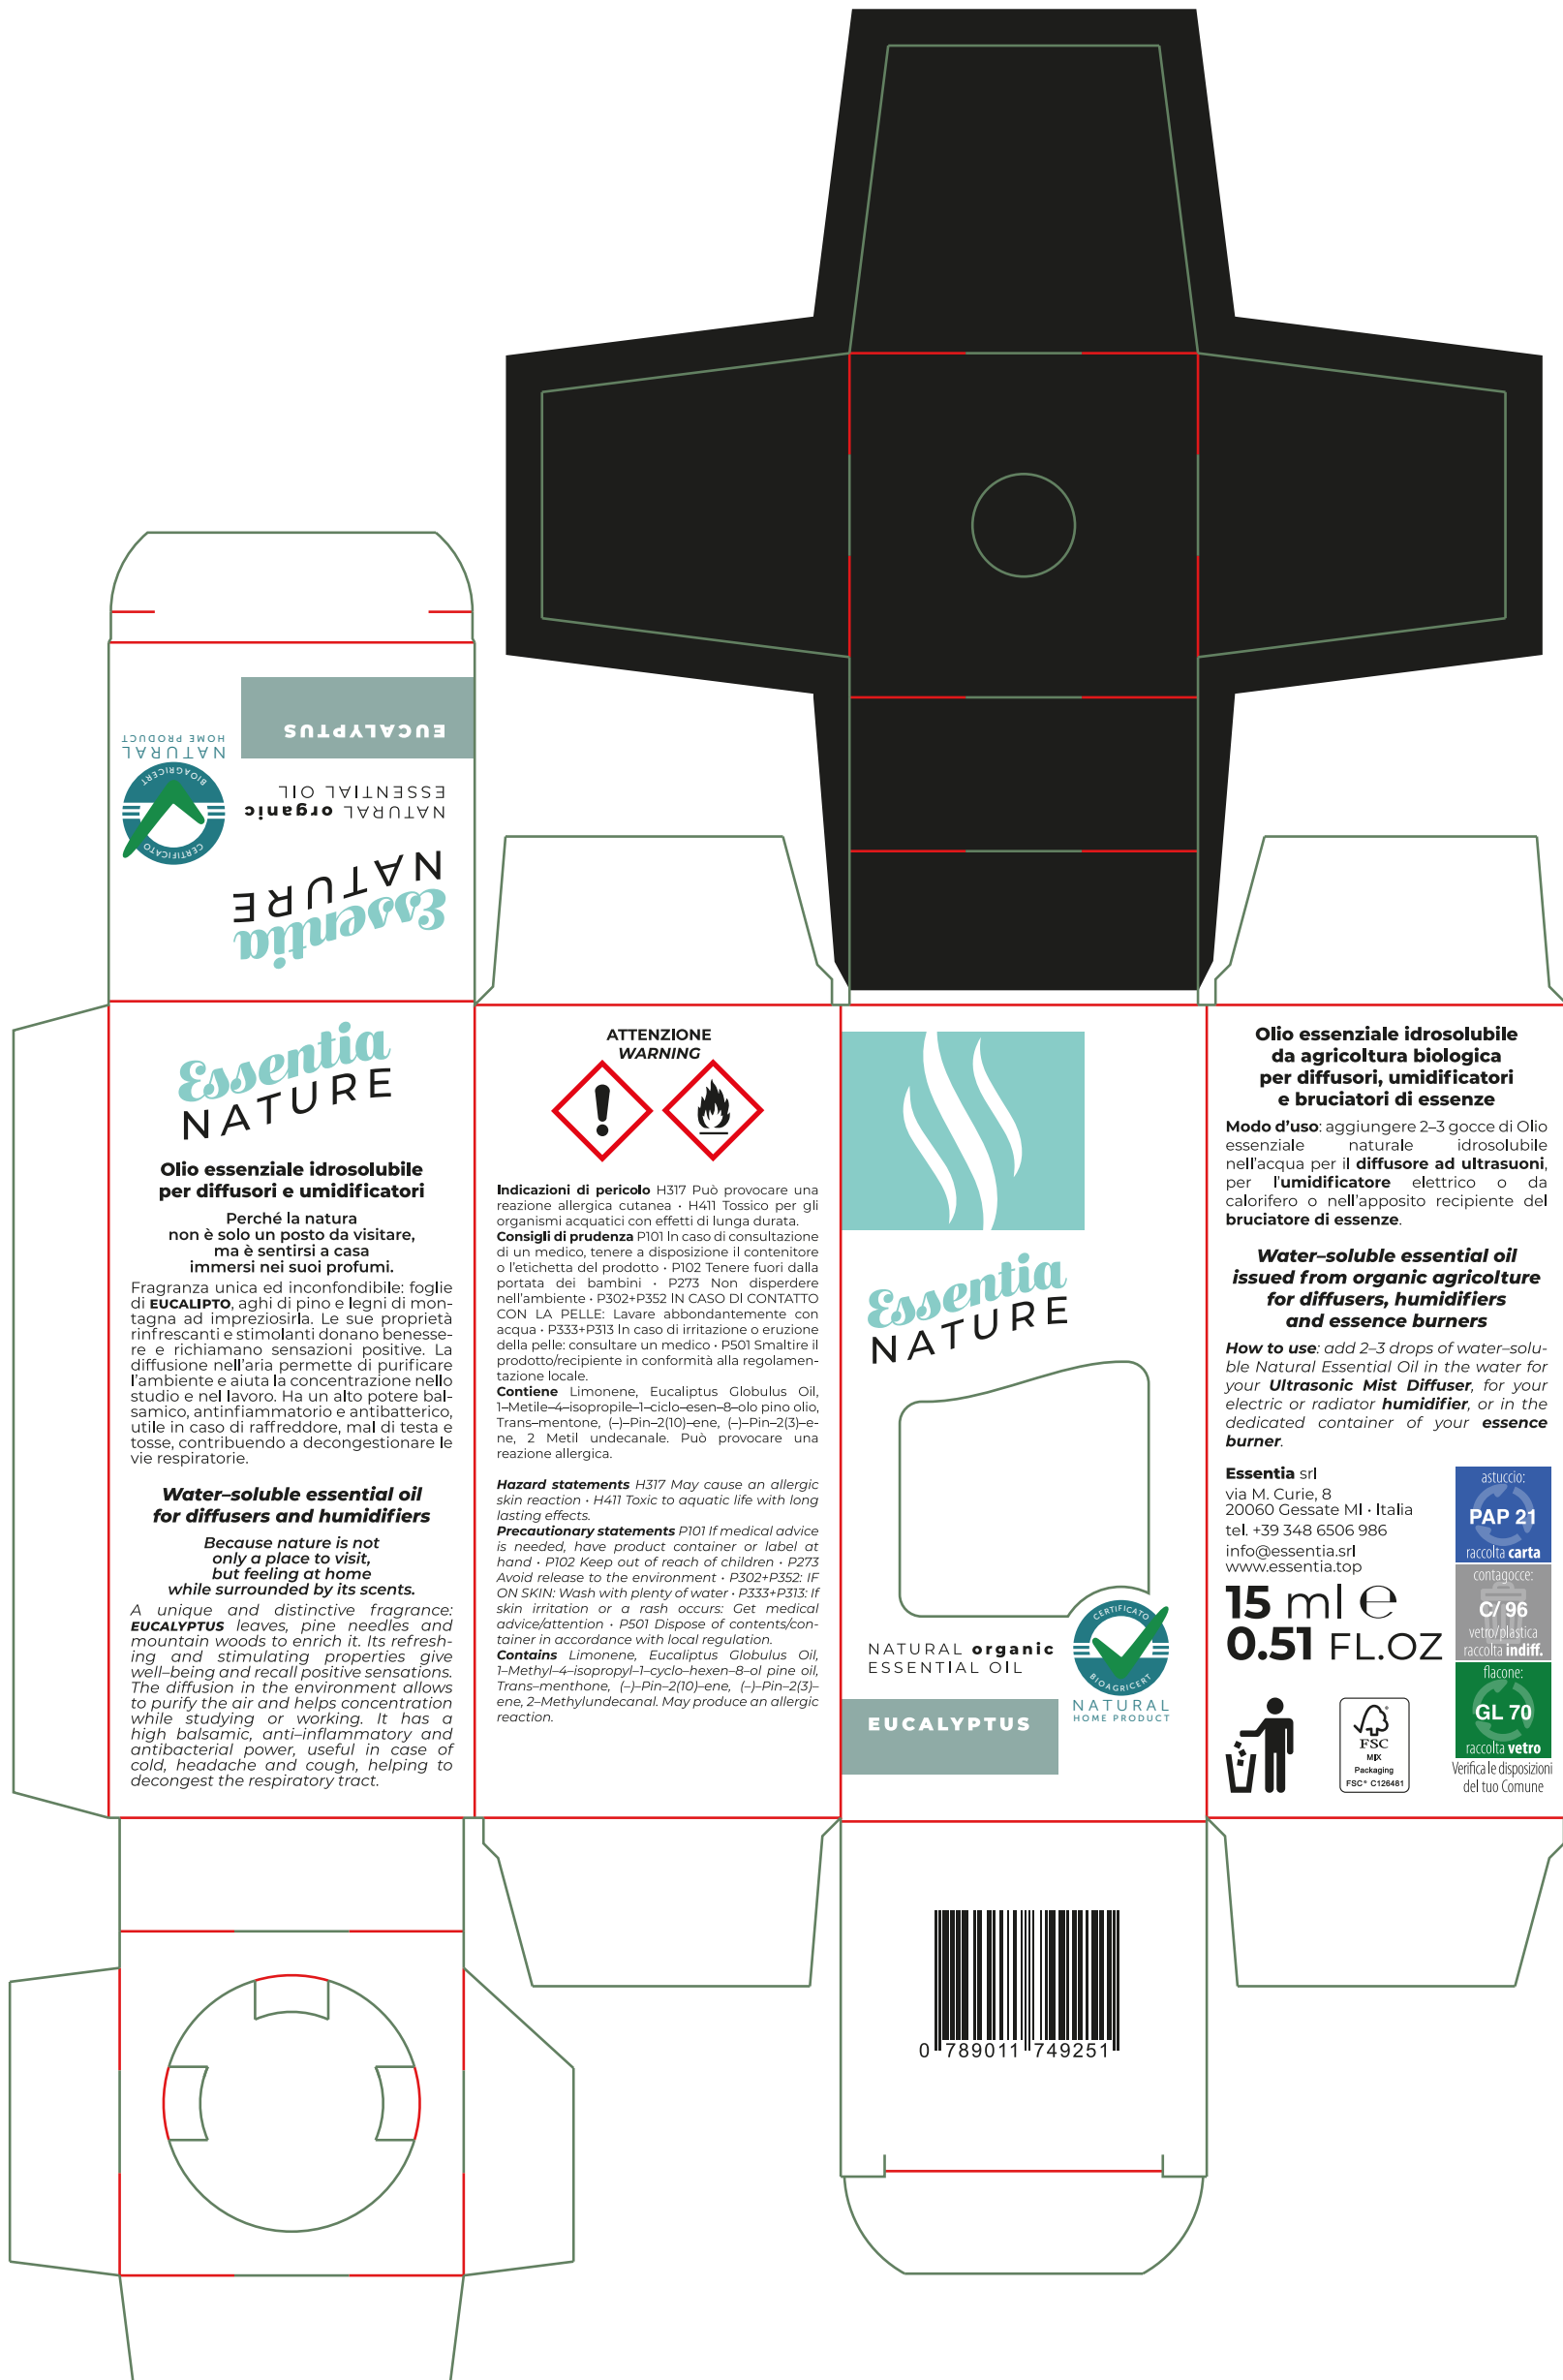 EUCALYPTUS
NATURAL organic
ESSENTIAL OIL
Essentia
NATURE
CERTIFICATO
BIOAGRICERT
NATURAL
HOME PRODUCT
Essentia
NATURE
Olio essenziale idrosolubile
per diffusori e umidificatori
Perché la natura
non è solo un posto da visitare,
ma è sentirsi a casa
immersi nei suoi profumi.
Fragranza unica ed inconfondibile: foglie
di EUCALIPTO, aghi di pino e legni di mon-
tagna ad impreziosirla. Le sue proprietà
rinfrescanti e stimolanti donano benesse-
re e richiamano sensazioni positive. La
diffusione nell'aria permette di purificare
l'ambiente e aiuta la concentrazione nello
studio e nel lavoro. Ha un alto potere bal-
samico, antinfiammatorio e antibatterico,
utile in caso di raffreddore, mal di testa e
tosse, contribuendo a decongestionare le
vie respiratorie.
Water–soluble essential oil
for diffusers and humidifiers
Because nature is not
only a place to visit,
but feeling at home
while surrounded by its scents.
A unique and distinctive fragrance:
EUCALYPTUS leaves, pine needles and
mountain woods to enrich it. Its refresh-
ing and stimulating properties give
well–being and recall positive sensations.
The diffusion in the environment allows
to purify the air and helps concentration
while studying or working. It has a
high balsamic, anti–inflammatory and
antibacterial power, useful in case of
cold, headache and cough, helping to
decongest the respiratory tract.
ATTENZIONE
WARNING
Indicazioni di pericolo H317 Può provocare una
reazione allergica cutanea • H411 Tossico per gli
organismi acquatici con effetti di lunga durata.
Consigli di prudenza P101 In caso di consultazione
di un medico, tenere a disposizione il contenitore
o l'etichetta del prodotto • P102 Tenere fuori dalla
portata dei bambini • P273 Non disperdere
nell'ambiente • P302+P352 IN CASO DI CONTATTO
CON LA PELLE: Lavare abbondantemente con
acqua • P333+P313 In caso di irritazione o eruzione
della pelle: consultare un medico • P501 Smaltire il
prodotto/recipiente in conformità alla regolamen-
tazione locale.
Contiene Limonene, Eucaliptus Globulus Oil,
1–Metile–4–isopropile–1–ciclo–esen–8–olo pino olio,
Trans–mentone, (–)–Pin–2(10)–ene, (–)–Pin–2(3)–e-
ne, 2 Metil undecanale. Può provocare una
reazione allergica.
Hazard statements H317 May cause an allergic
skin reaction • H411 Toxic to aquatic life with long
lasting effects.
Precautionary statements P101 If medical advice
is needed, have product container or label at
hand • P102 Keep out of reach of children • P273
Avoid release to the environment • P302+P352: IF
ON SKIN: Wash with plenty of water • P333+P313: If
skin irritation or a rash occurs: Get medical
advice/attention • P501 Dispose of contents/con-
tainer in accordance with local regulation.
Contains Limonene, Eucaliptus Globulus Oil,
1–Methyl–4–isopropyl–1–cyclo–hexen–8–ol pine oil,
Trans–menthone, (–)–Pin–2(10)–ene, (–)–Pin–2(3)–
ene, 2–Methylundecanal. May produce an allergic
reaction.
Essentia
NATURE
NATURAL organic
ESSENTIAL OIL
EUCALYPTUS
CERTIFICATO
BIOAGRICERT
NATURAL
HOME PRODUCT
Olio essenziale idrosolubile
da agricoltura biologica
per diffusori, umidificatori
e bruciatori di essenze
Modo d'uso: aggiungere 2–3 gocce di Olio
essenziale naturale idrosolubile
nell'acqua per il diffusore ad ultrasuoni,
per l'umidificatore elettrico o da
calorifero o nell'apposito recipiente del
bruciatore di essenze.
Water–soluble essential oil
issued from organic agricolture
for diffusers, humidifiers
and essence burners
How to use: add 2–3 drops of water–solu-
ble Natural Essential Oil in the water for
your Ultrasonic Mist Diffuser, for your
electric or radiator humidifier, or in the
dedicated container of your essence
burner.
Essentia srl
via M. Curie, 8
20060 Gessate MI • Italia
tel. +39 348 6506 986
info@essentia.srl
www.essentia.top
15 ml ℮
0.51 FL.OZ
astuccio:
PAP 21
raccolta carta
contagocce:
C/ 96
vetro/plastica
raccolta indiff.
flacone:
GL 70
raccolta vetro
Verifica le disposizioni
del tuo Comune
FSC
MIX
Packaging
FSC® C126481
0 789011 749251